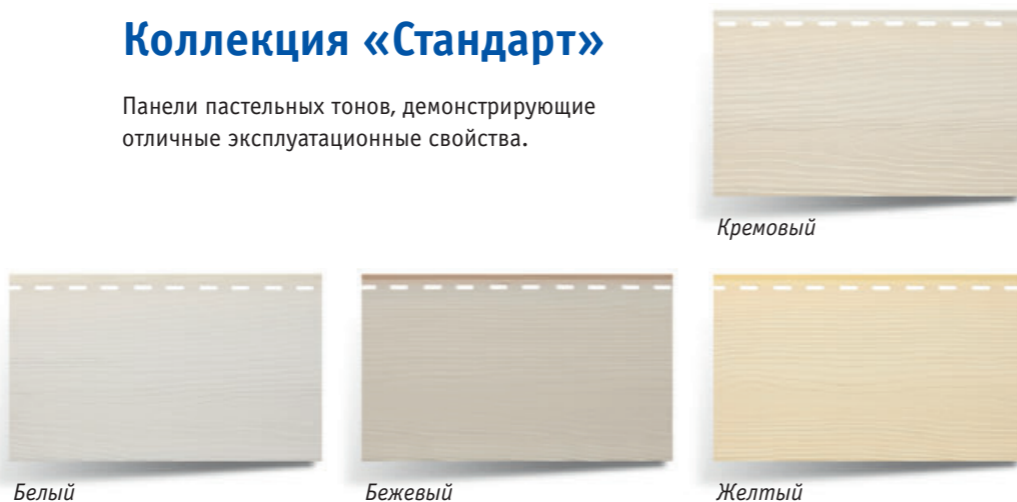 Коллекция «Стандарт»
Панели пастельных тонов, демонстрирующие
отличные эксплуатационные свойства.
Кремовый
Белый
Бежевый
Желтый